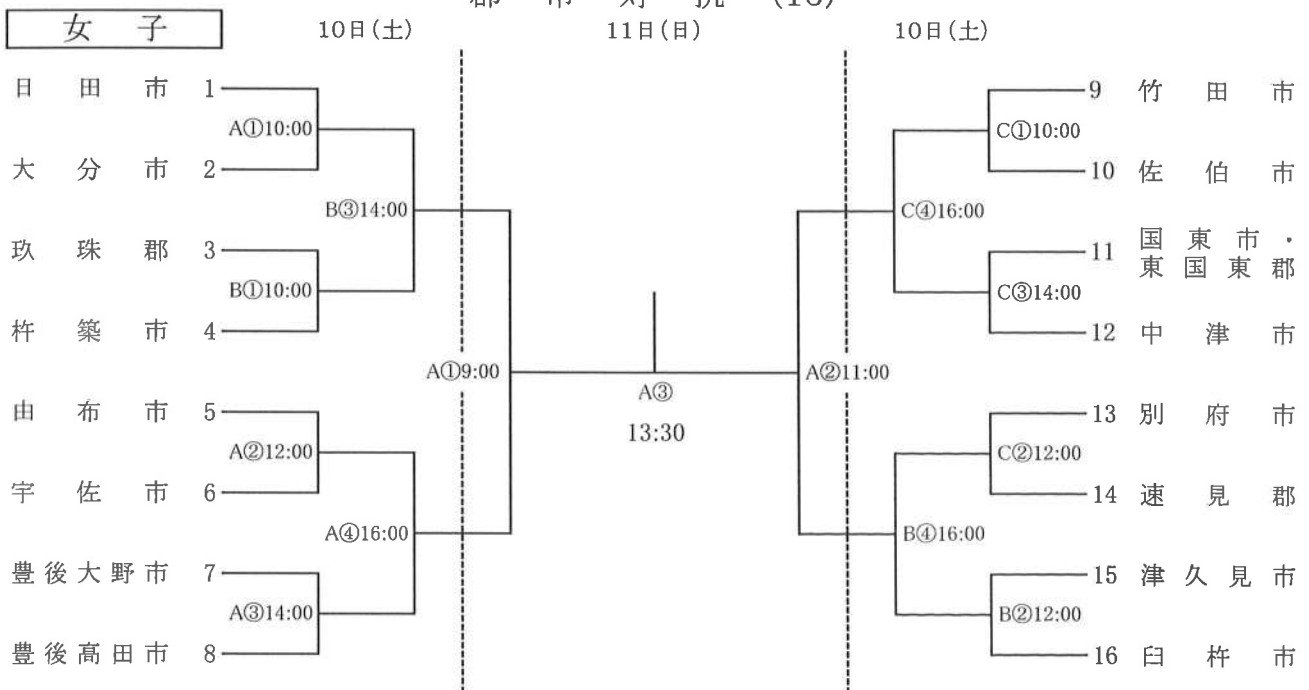 郡市対抗 (16)
女子
10日(土) 11日(日) 10日(土)
日田市 1
A①10:00
大分市 2
B③14:00
玖珠郡 3
B①10:00
杵築市 4
A①9:00
由布市 5
A②12:00
宇佐市 6
A④16:00
豊後大野市 7
A③14:00
豊後髙田市 8
A③
13:30
9 竹田市
C①10:00
10 佐伯市
C④16:00
11 国東市・
東国東郡
C③14:00
12 中津市
A②11:00
13 別府市
C②12:00
14 速見郡
B④16:00
15 津久見市
B②12:00
16 臼杵市